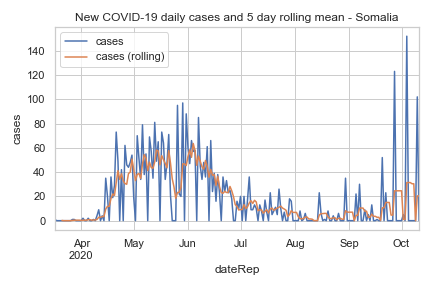 New COVID-19 daily cases and 5 day rolling mean - Somalia
cases
cases (rolling)
cases
140
120
100
80
60
40
20
0
Apr
2020
May
Jun
Jul
Aug
Sep
Oct
dateRep